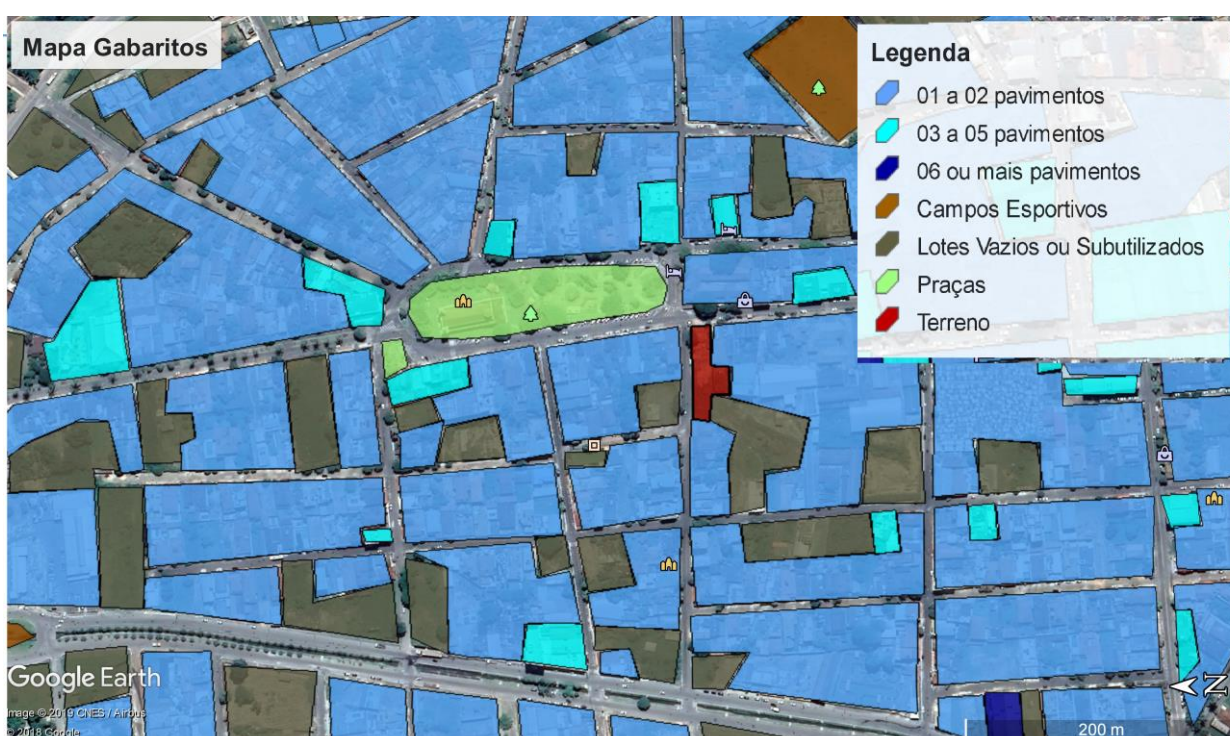 Mapa Gabaritos
Legenda
01 a 02 pavimentos
03 a 05 pavimentos
06 ou mais pavimentos
Campos Esportivos
Lotes Vazios ou Subutilizados
Praças
Terreno
Google Earth
Image © 2019 CNES / Airbus
© 2018 Google
200 m
N